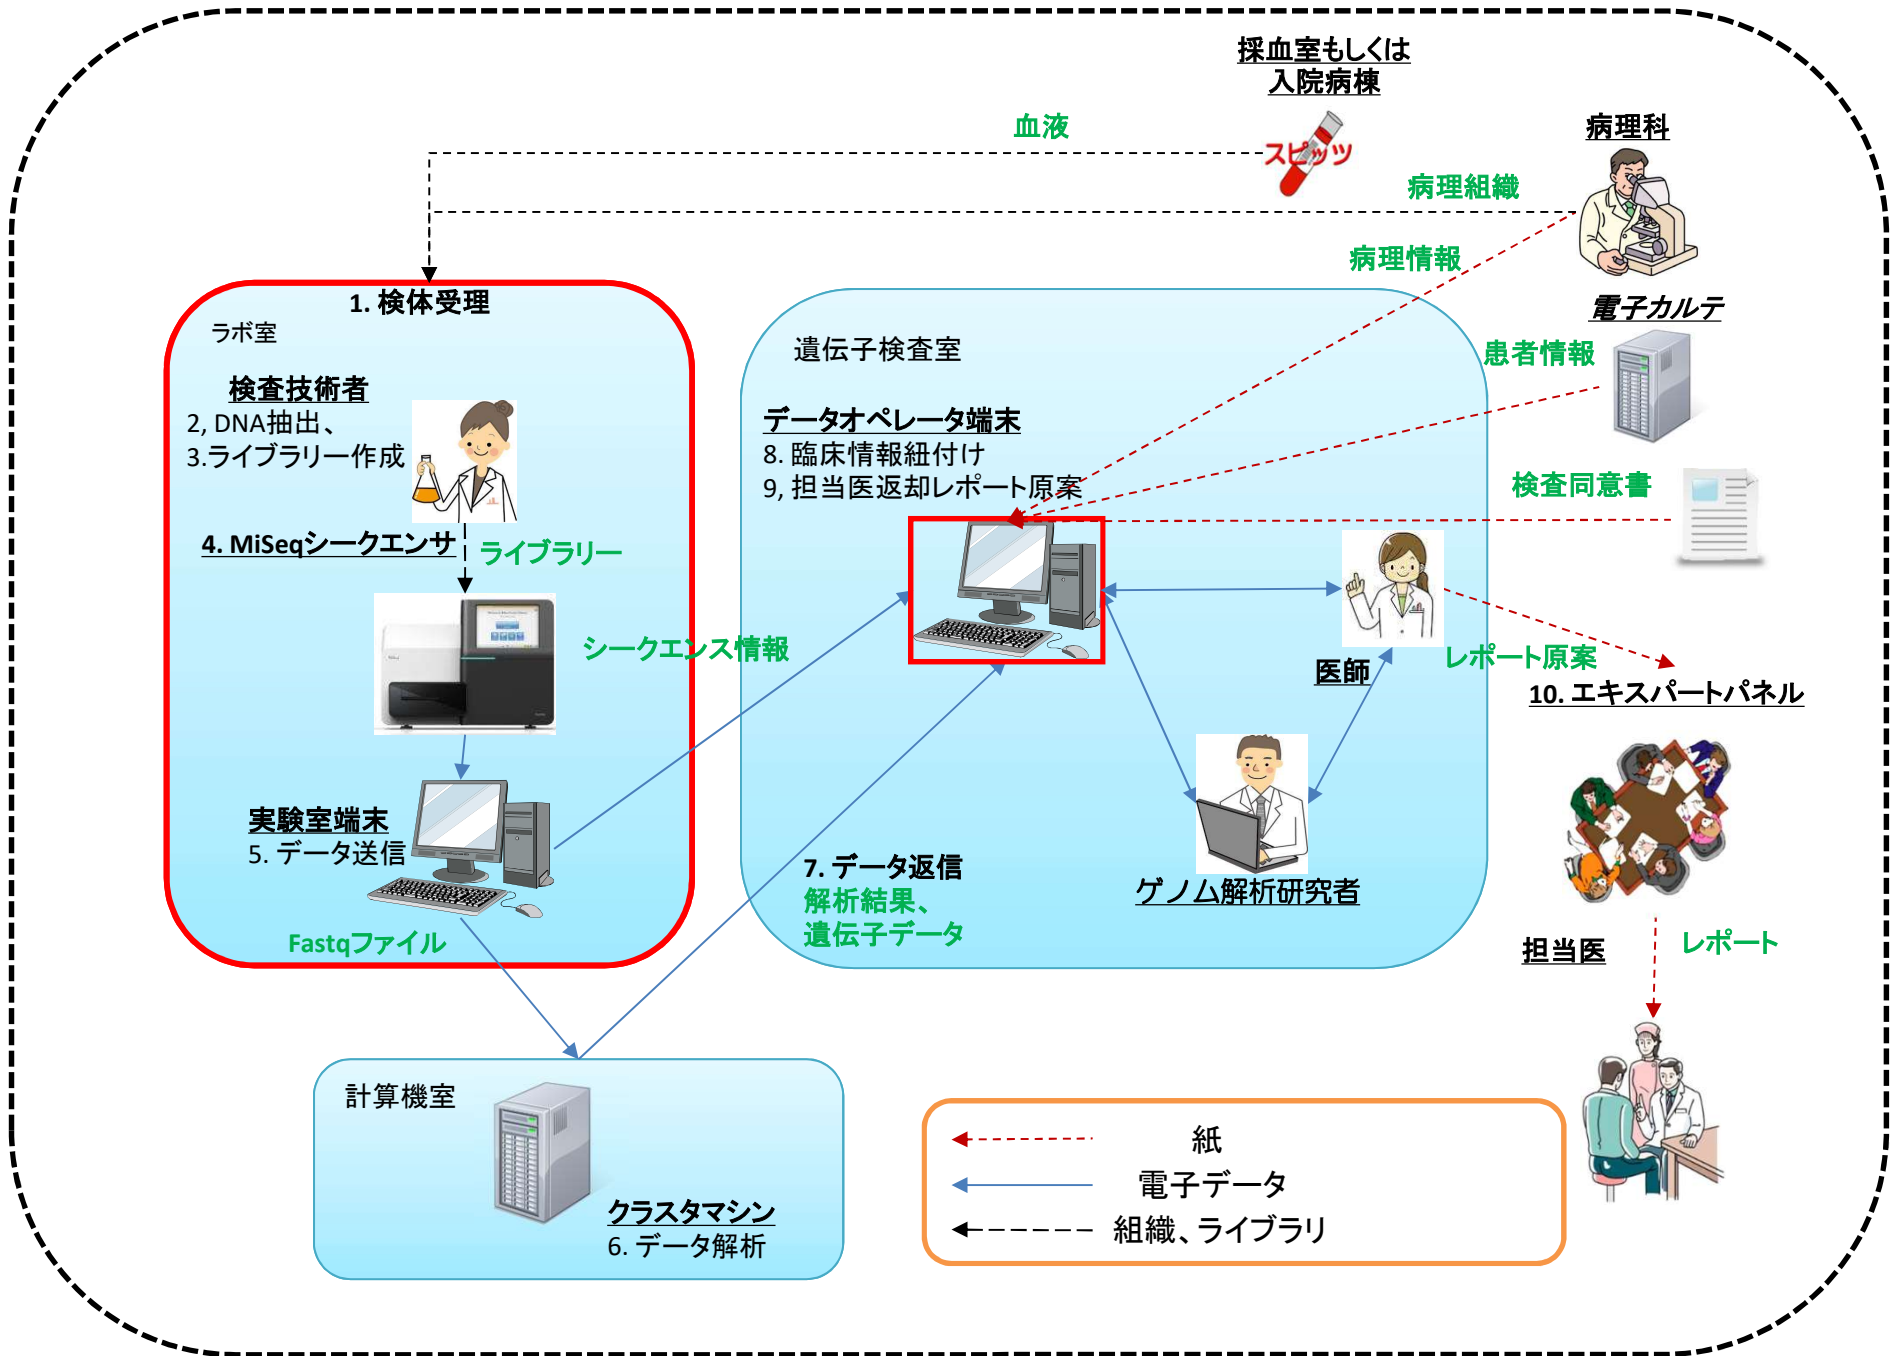 採血室もしくは
入院病棟
血液
スピッツ
病理科
病理組織
病理情報
電子カルテ
患者情報
検査同意書
1. 検体受理
ラボ室
検査技術者
2, DNA抽出、
3.ライブラリー作成
4. MiSeqシークエンサ
ライブラリー
シークエンス情報
実験室端末
5. データ送信
Fastqファイル
遺伝子検査室
データオペレータ端末
8. 臨床情報紐付け
9, 担当医返却レポート原案
医師
レポート原案
10. エキスパートパネル
ゲノム解析研究者
7. データ返信
解析結果、
遺伝子データ
担当医
レポート
計算機室
クラスタマシン
6. データ解析
紙
電子データ
組織、ライブラリ